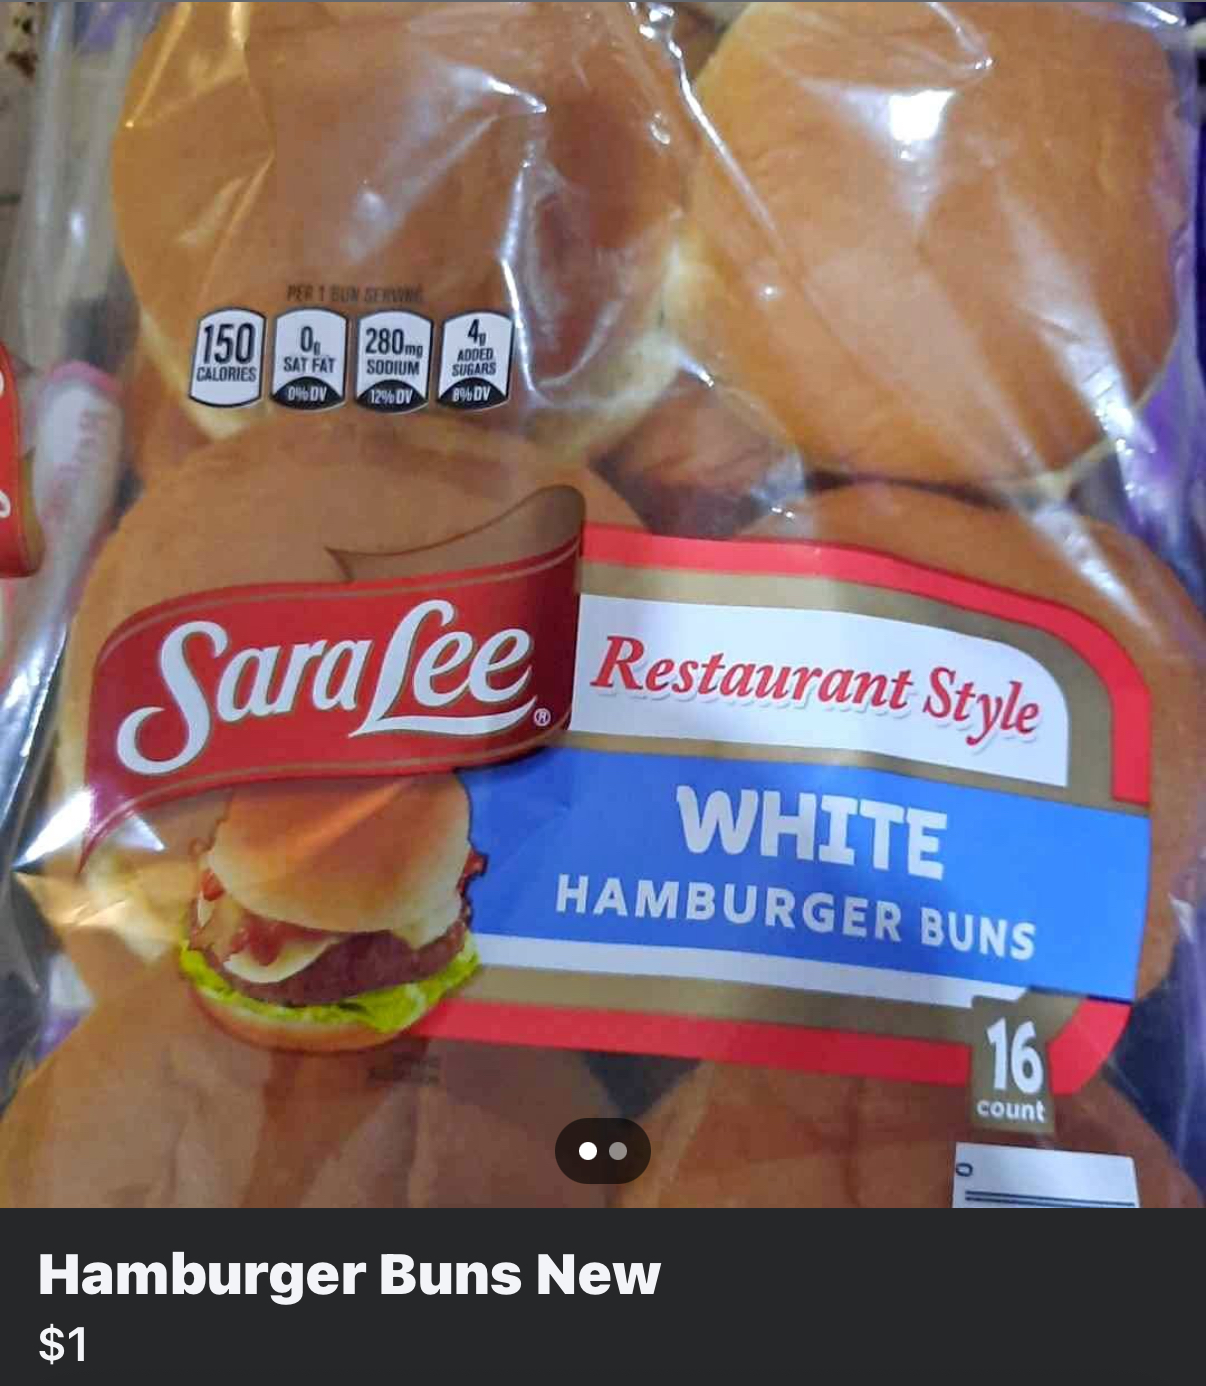 PER 1 BUN SERVING
150 CALORIES
0g SAT FAT 0% DV
280mg SODIUM 12% DV
4g ADDED SUGARS 8% DV
Sara Lee®
Restaurant Style
WHITE
HAMBURGER BUNS
16
count
0
Hamburger Buns New
$1